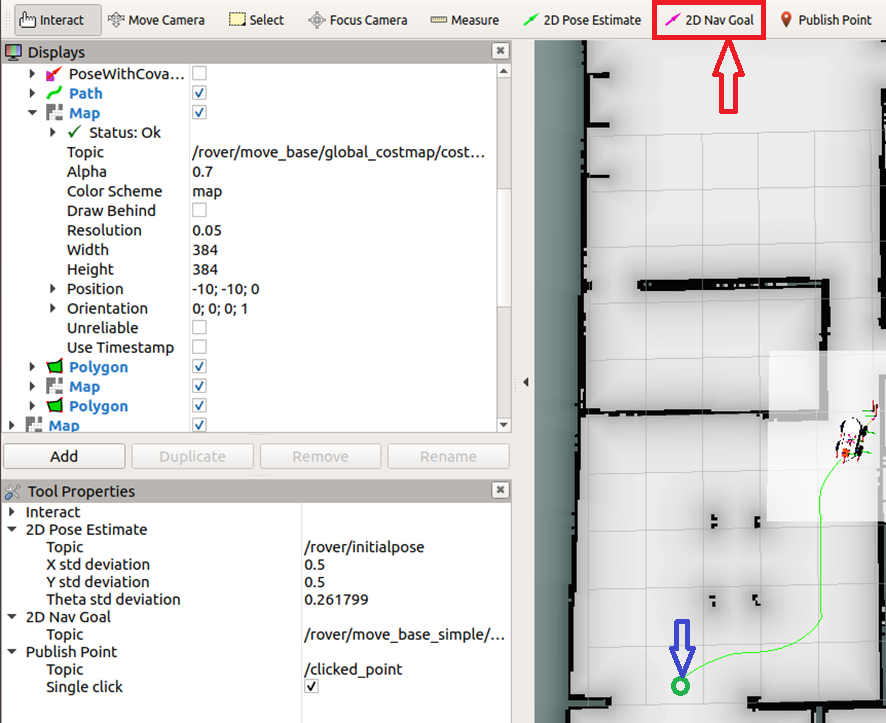 Interact Move Camera Select Focus Camera Measure 2D Pose Estimate 2D Nav Goal Publish Point
Displays
PoseWithCova...
Path
Map
Status: Ok
Topic /rover/move_base/global_costmap/cost...
Alpha 0.7
Color Scheme map
Draw Behind
Resolution 0.05
Width 384
Height 384
Position -10; -10; 0
Orientation 0; 0; 0; 1
Unreliable
Use Timestamp
Polygon
Map
Polygon
Map
Add Duplicate Remove Rename
Tool Properties
Interact
2D Pose Estimate
Topic /rover/initialpose
X std deviation 0.5
Y std deviation 0.5
Theta std deviation 0.261799
2D Nav Goal
Topic /rover/move_base_simple/...
Publish Point
Topic /clicked_point
Single click